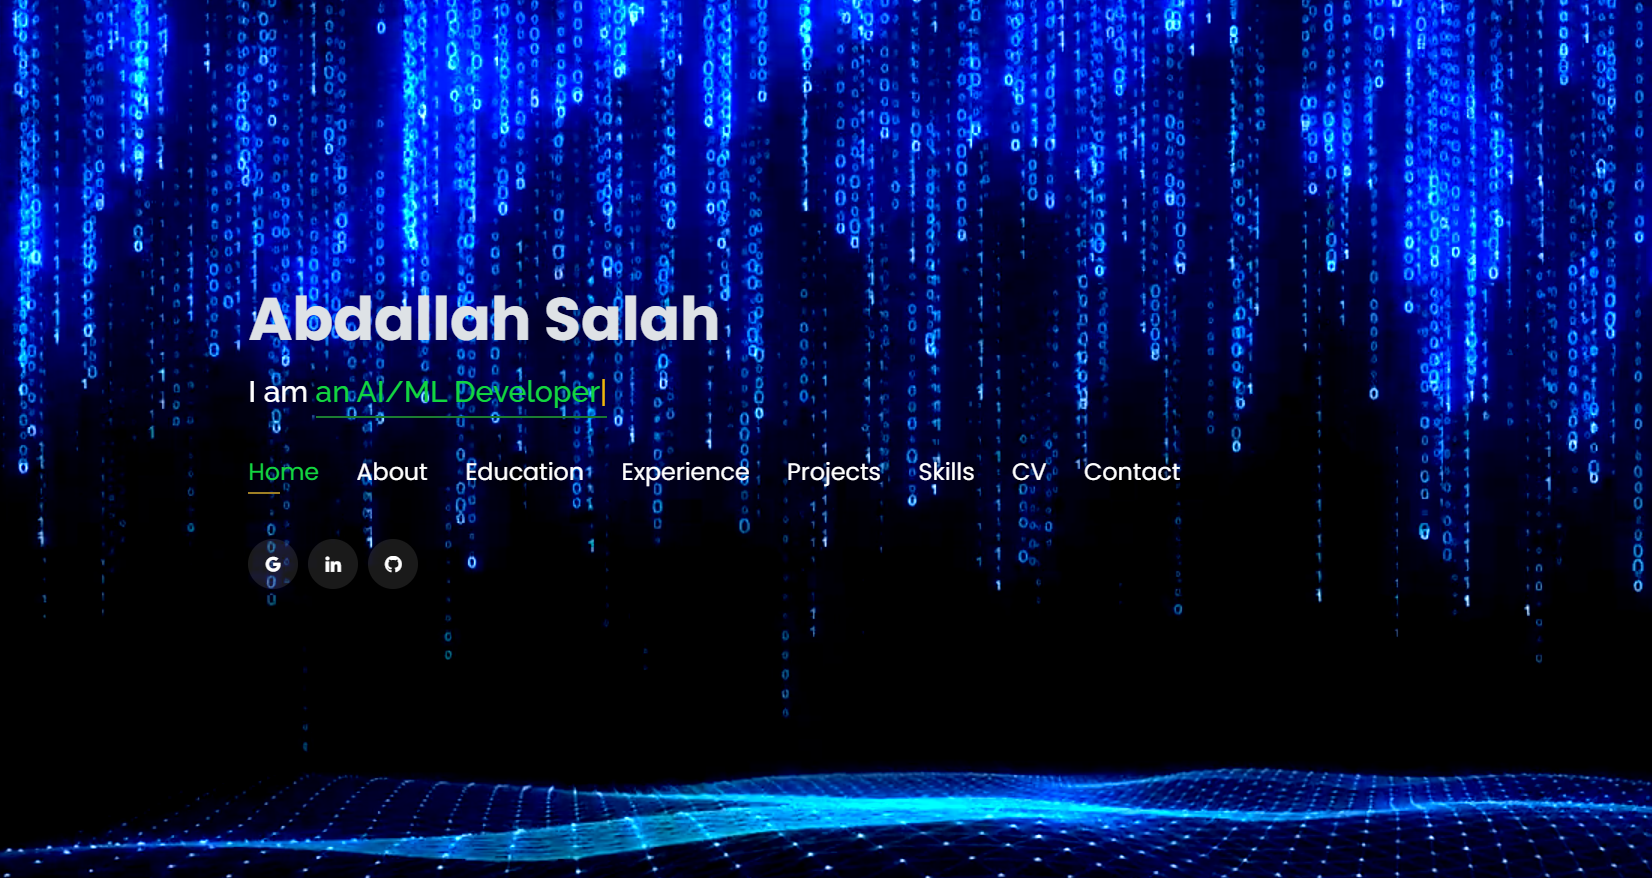 Abdallah Salah
I am an AI/ML Developer|
Home About Education Experience Projects Skills CV Contact
G in